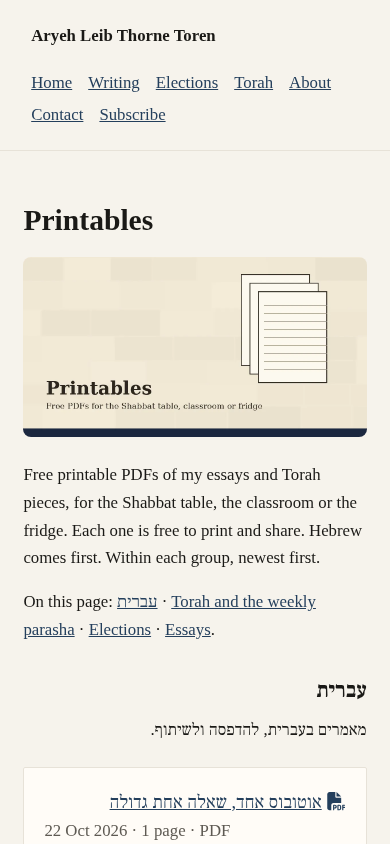 Aryeh Leib Thorne Toren
Home Writing Elections Torah About
Contact Subscribe
Printables
Printables
Free PDFs for the Shabbat table, classroom or fridge
Free printable PDFs of my essays and Torah
pieces, for the Shabbat table, the classroom or the
fridge. Each one is free to print and share. Hebrew
comes first. Within each group, newest first.
On this page: עברית · Torah and the weekly
parasha · Elections · Essays.
עברית
מאמרים בעברית, להדפסה ולשיתוף.
PDF אוטובוס אחד, שאלה אחת גדולה
22 Oct 2026 · 1 page · PDF